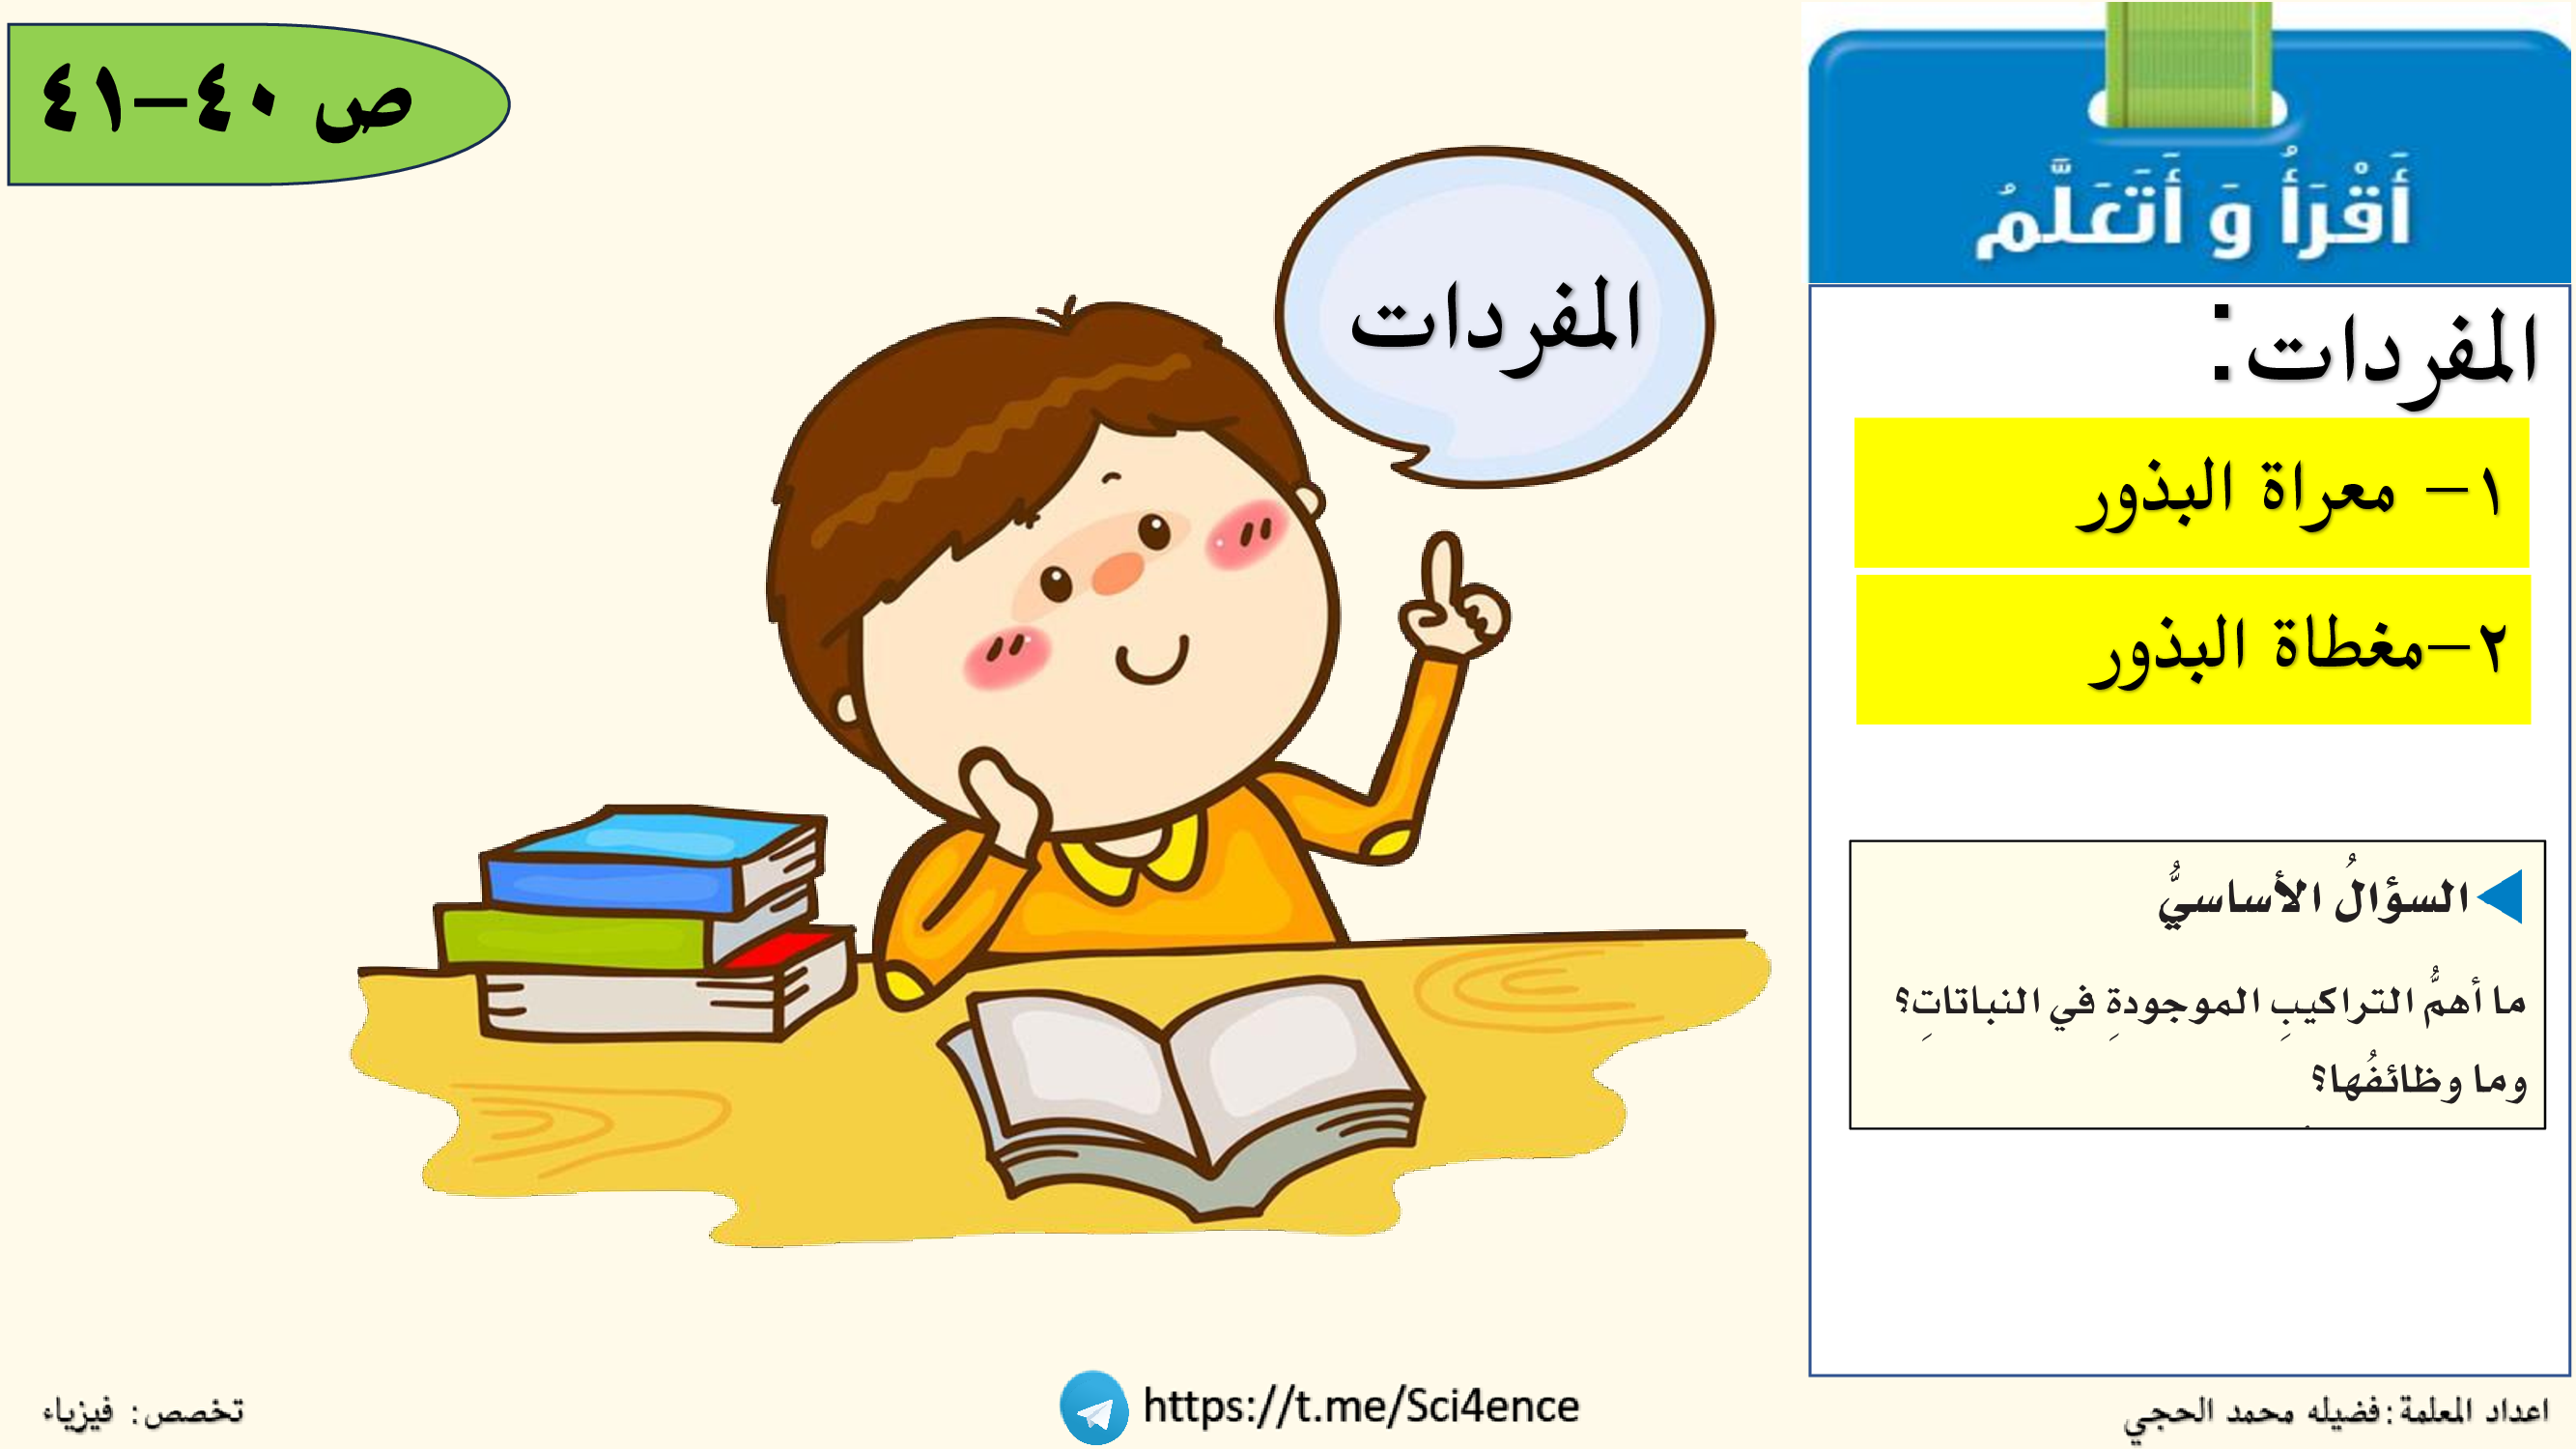 ص ٤٠–٤١
أَقْرَأُ وَ أَتَعَلَّمُ
المفردات
المفردات:
١– معراة البذور
٢–مغطاة البذور
السؤالُ الأساسيُّ
ما أهمُّ التراكيبِ الموجودةِ في النباتاتِ؟
وما وظائفُها؟
اعداد المعلمة:فضيله محمد الحجي
https://t.me/Sci4ence
تخصص: فيزياء